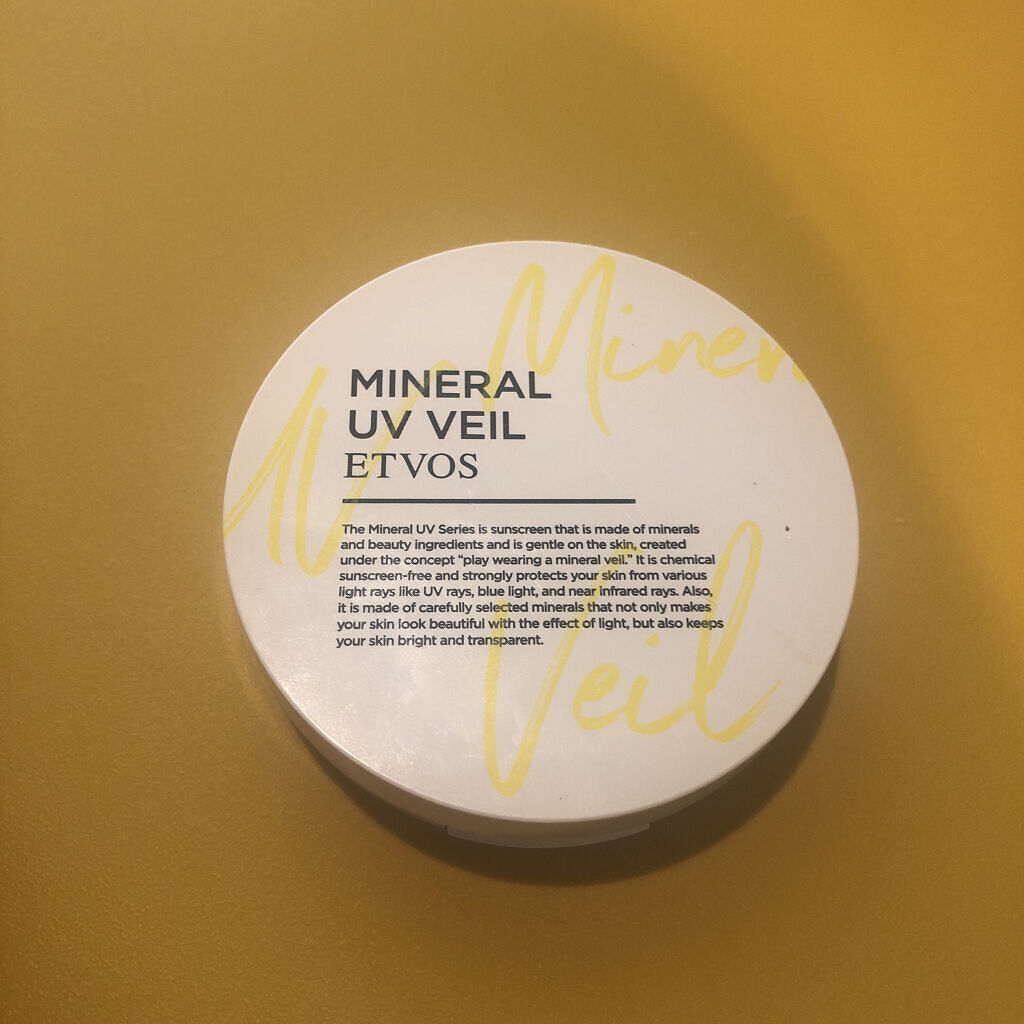 Miner
MINERAL
UV VEIL
ETVOS
UV
The Mineral UV Series is sunscreen that is made of minerals
and beauty ingredients and is gentle on the skin, created
under the concept “play wearing a mineral veil.” It is chemical
sunscreen-free and strongly protects your skin from various
light rays like UV rays, blue light, and near infrared rays. Also,
it is made of carefully selected minerals that not only makes
your skin look beautiful with the effect of light, but also keeps
your skin bright and transparent.
Veil